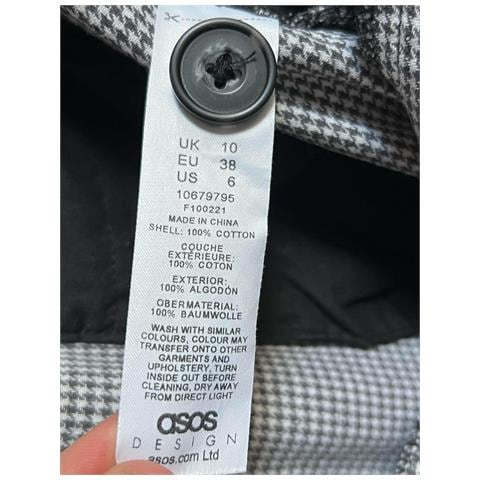 UK 10
EU 38
US 6
10679795
F100221
MADE IN CHINA
SHELL: 100% COTTON
COUCHE
EXTÉRIEURE:
100% COTON
EXTERIOR:
100% ALGODÓN
OBERMATERIAL:
100% BAUMWOLLE
WASH WITH SIMILAR
COLOURS, COLOUR MAY
TRANSFER ONTO OTHER
GARMENTS AND
UPHOLSTERY, TURN
INSIDE OUT BEFORE
CLEANING, DRY AWAY
FROM DIRECT LIGHT
asos
DESIGN
asos.com Ltd